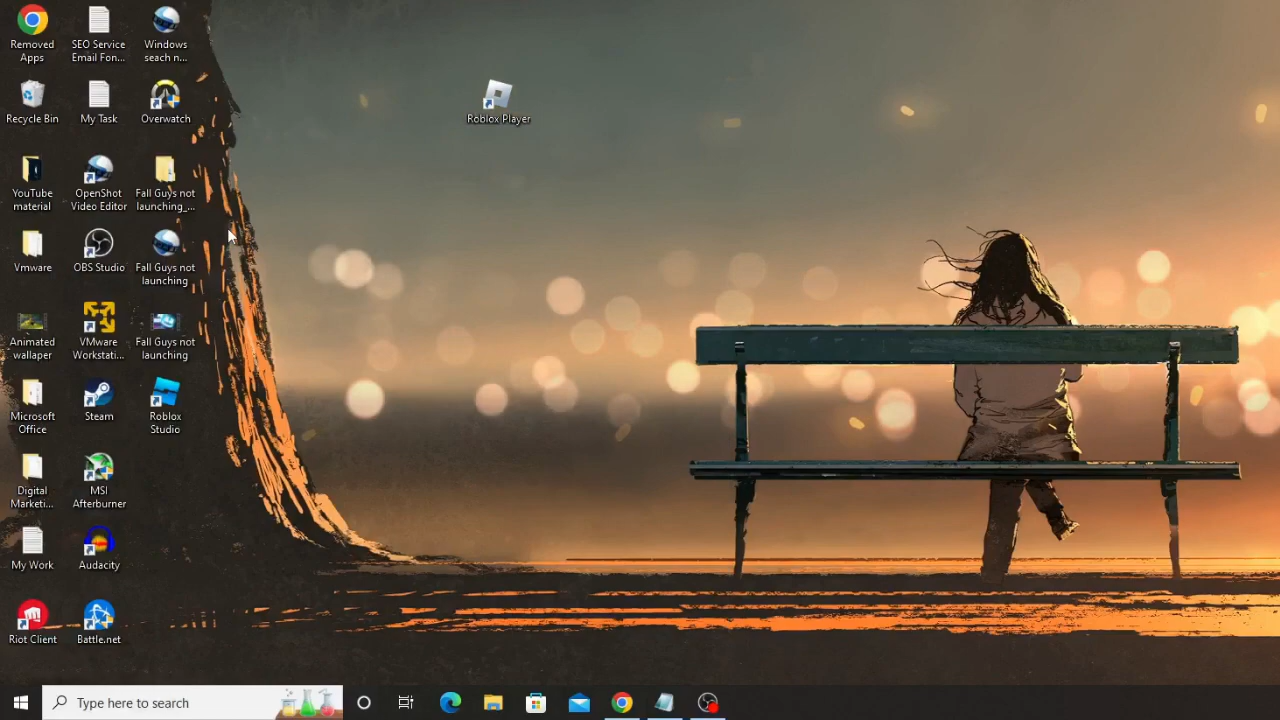 Removed
Apps
SEO Service
Email Fon...
Windows
seach n...
Recycle Bin
My Task
Overwatch
Roblox Player
YouTube
material
OpenShot
Video Editor
Fall Guys not
launching_...
Vmware
OBS Studio
Fall Guys not
launching
Animated
wallaper
VMware
Workstati...
Fall Guys not
launching
Microsoft
Office
Steam
Roblox
Studio
Digital
Marketi...
MSI
Afterburner
My Work
Audacity
Riot Client
Battle.net
Type here to search